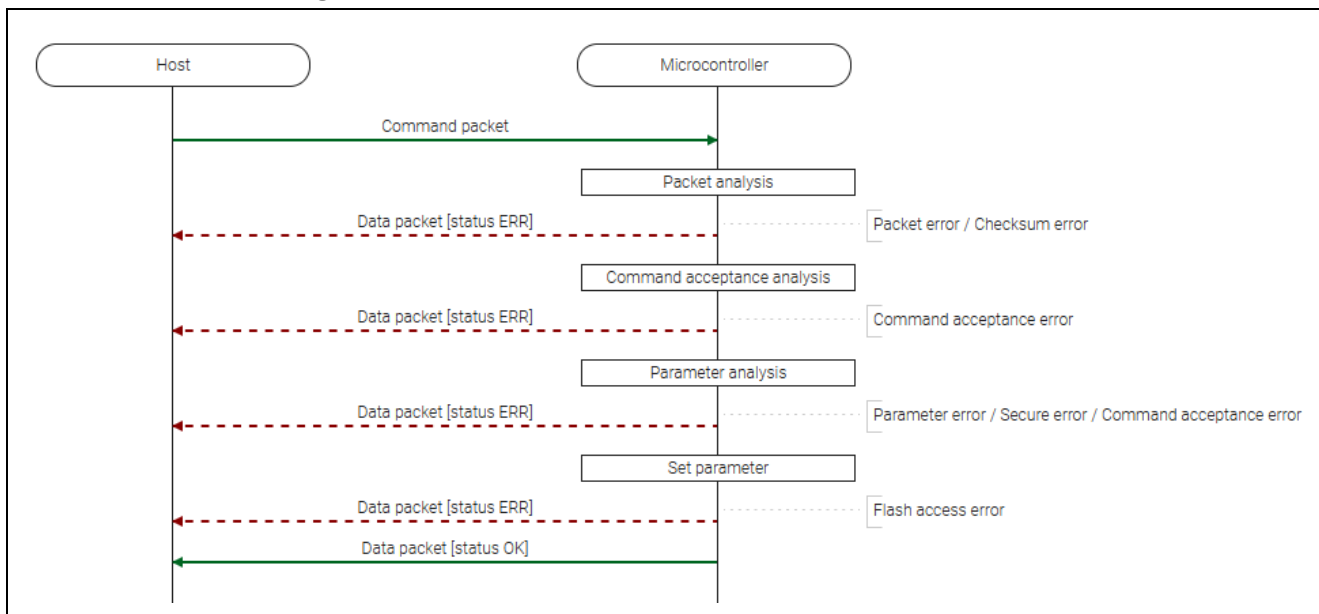 Host
Microcontroller
Command packet
Packet analysis
Data packet [status ERR]
Packet error / Checksum error
Command acceptance analysis
Data packet [status ERR]
Command acceptance error
Parameter analysis
Data packet [status ERR]
Parameter error / Secure error / Command acceptance error
Set parameter
Data packet [status ERR]
Flash access error
Data packet [status OK]